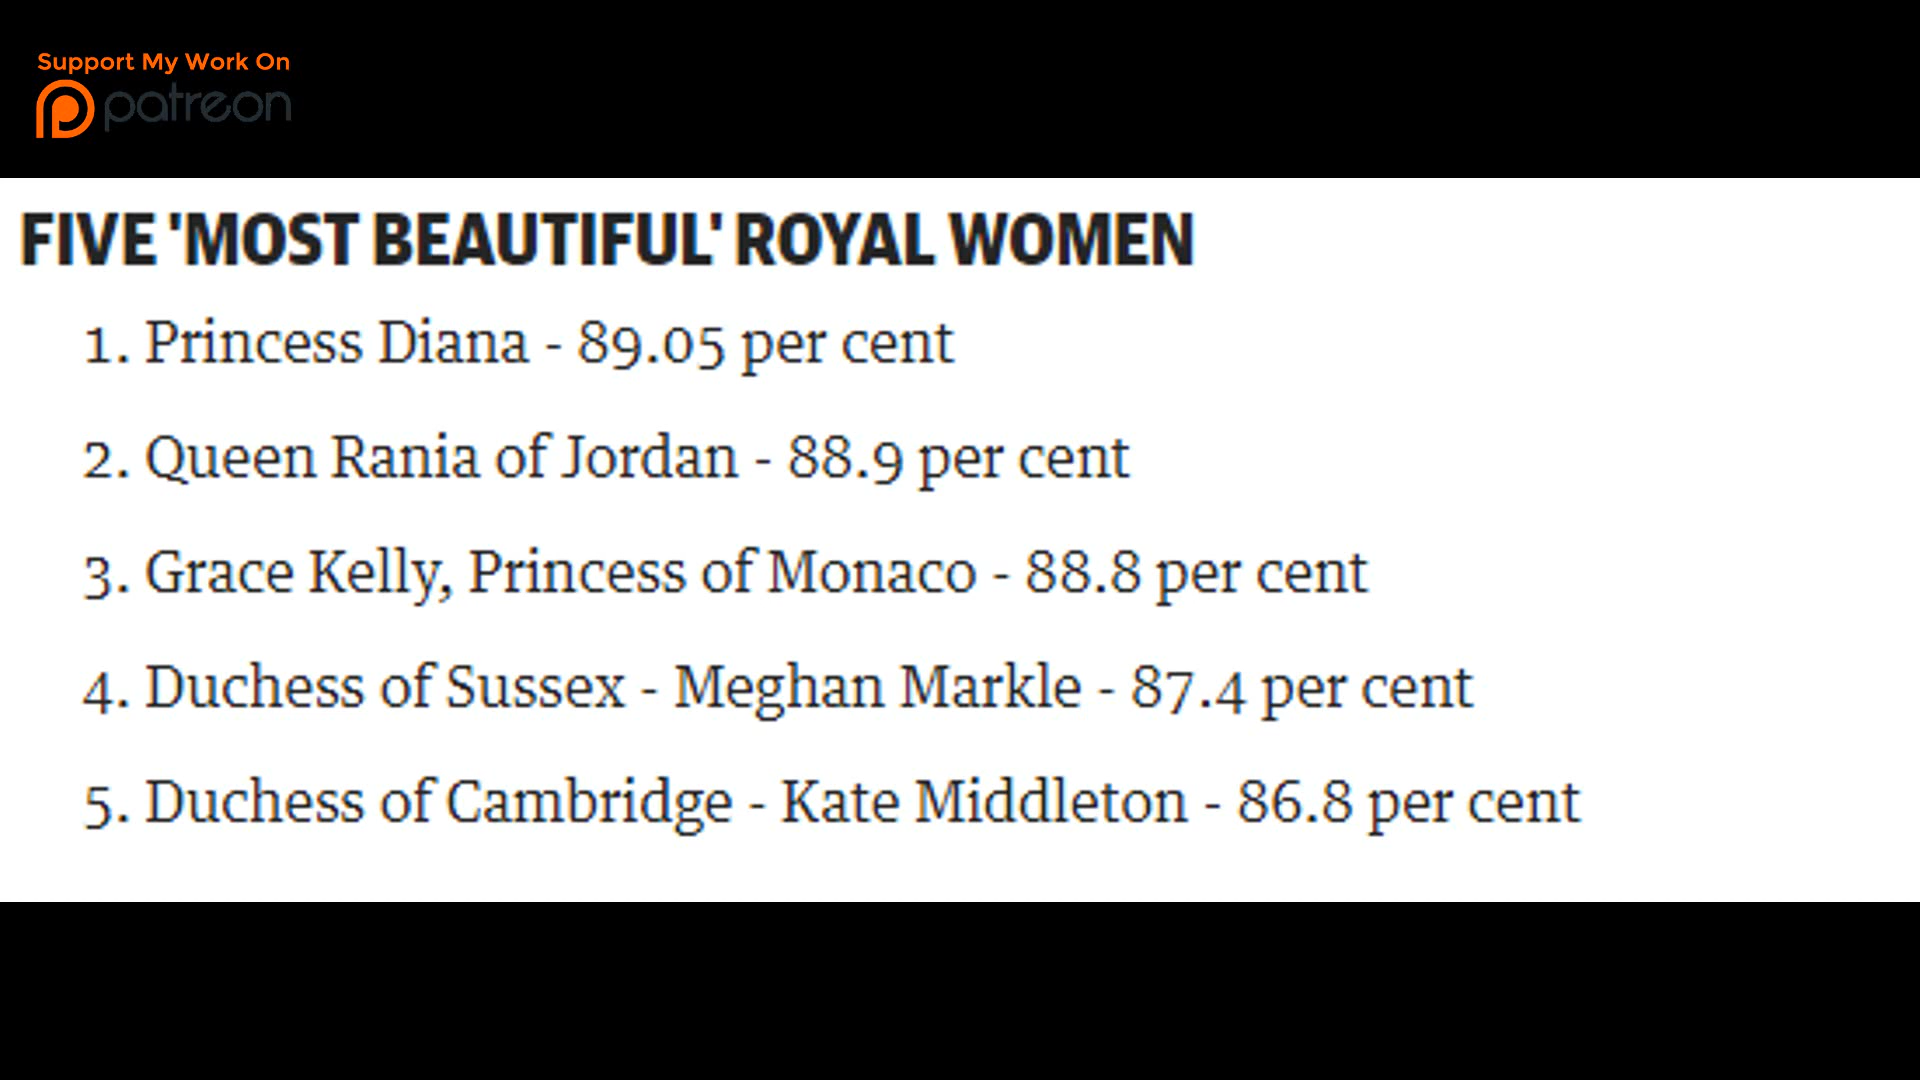 Support My Work On
patreon
FIVE 'MOST BEAUTIFUL' ROYAL WOMEN
1. Princess Diana - 89.05 per cent
2. Queen Rania of Jordan - 88.9 per cent
3. Grace Kelly, Princess of Monaco - 88.8 per cent
4. Duchess of Sussex - Meghan Markle - 87.4 per cent
5. Duchess of Cambridge - Kate Middleton - 86.8 per cent